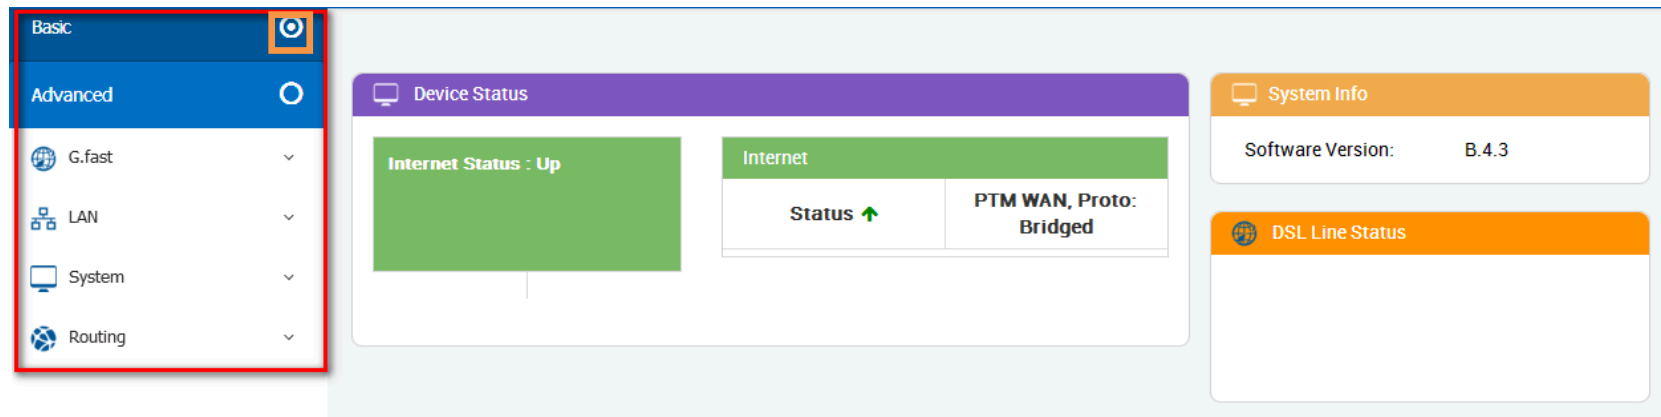 Basic
Advanced
G.fast
LAN
System
Routing
Device Status
Internet Status : Up
Internet
Status
PTM WAN, Proto:
Bridged
System Info
Software Version: B.4.3
DSL Line Status